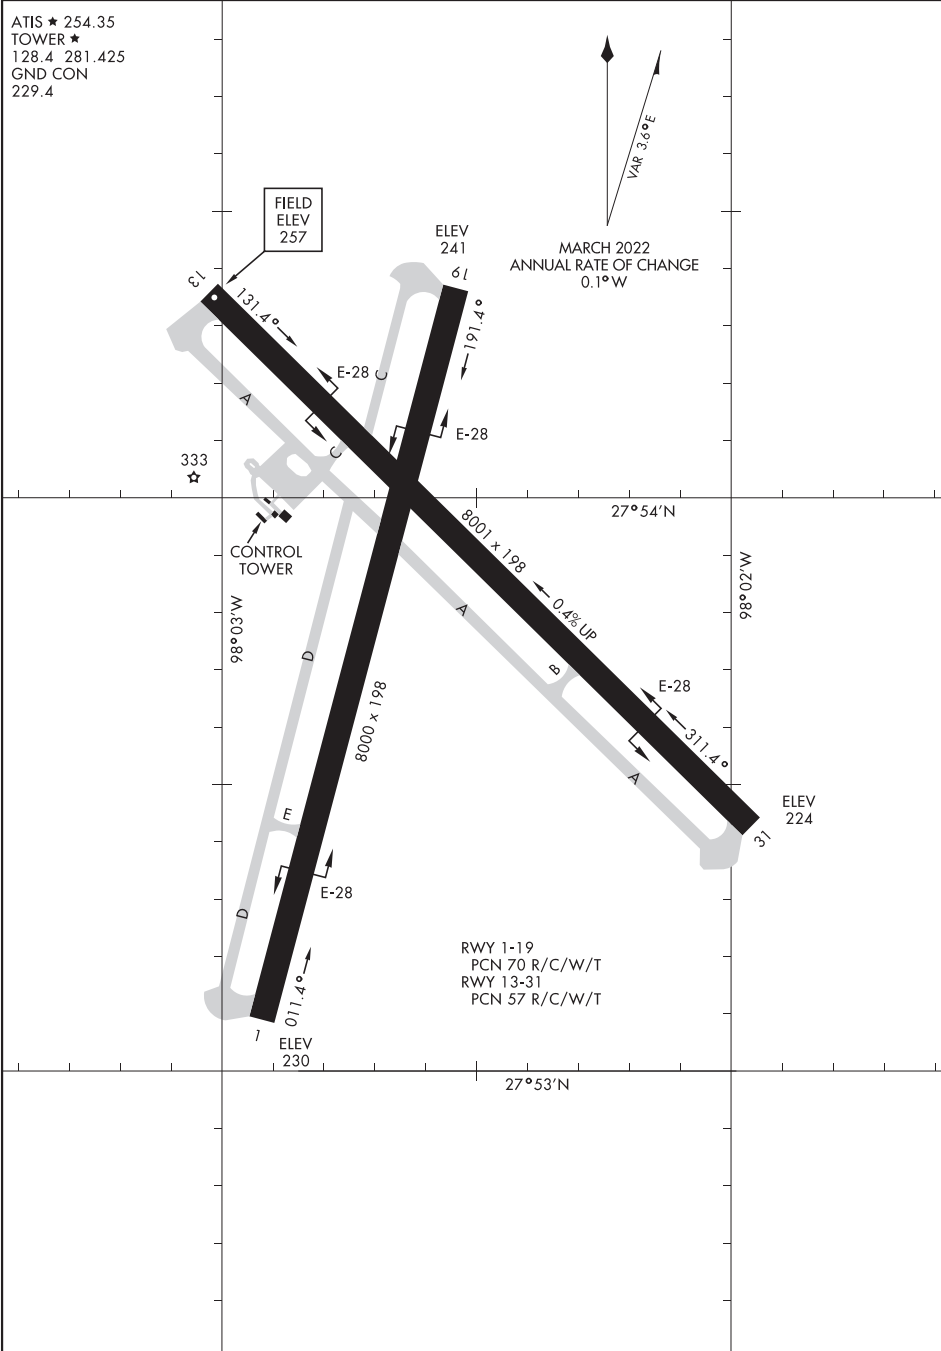 ATIS ★ 254.35
TOWER ★
128.4 281.425
GND CON
229.4
VAR 3.6°E
MARCH 2022
ANNUAL RATE OF CHANGE
0.1° W
FIELD
ELEV
257
ELEV
241
13
19
131.4°
191.4°
E-28
C
A
E-28
C
333
27°54'N
8001 x 198
CONTROL
TOWER
98°03'W
98°02'W
A
0.4% UP
D
B
E-28
8000 x 198
311.4°
A
ELEV
224
E
31
E-28
D
RWY 1-19
PCN 70 R/C/W/T
RWY 13-31
PCN 57 R/C/W/T
011.4°
1
ELEV
230
27°53'N